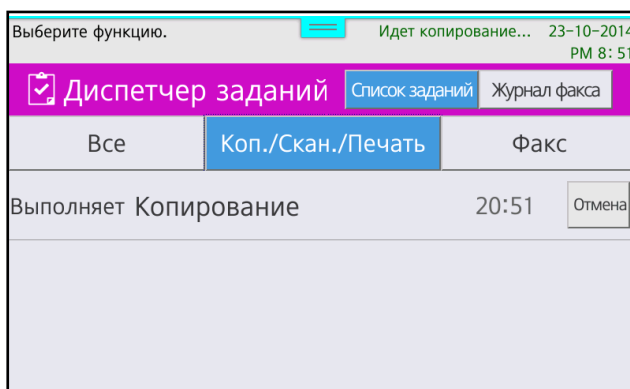 Выберите функцию. Идет копирование... 23-10-2014
PM 8:51
Диспетчер заданий Список заданий Журнал факса
Все Коп./Скан./Печать Факс
Выполняет Копирование 20:51 Отмена